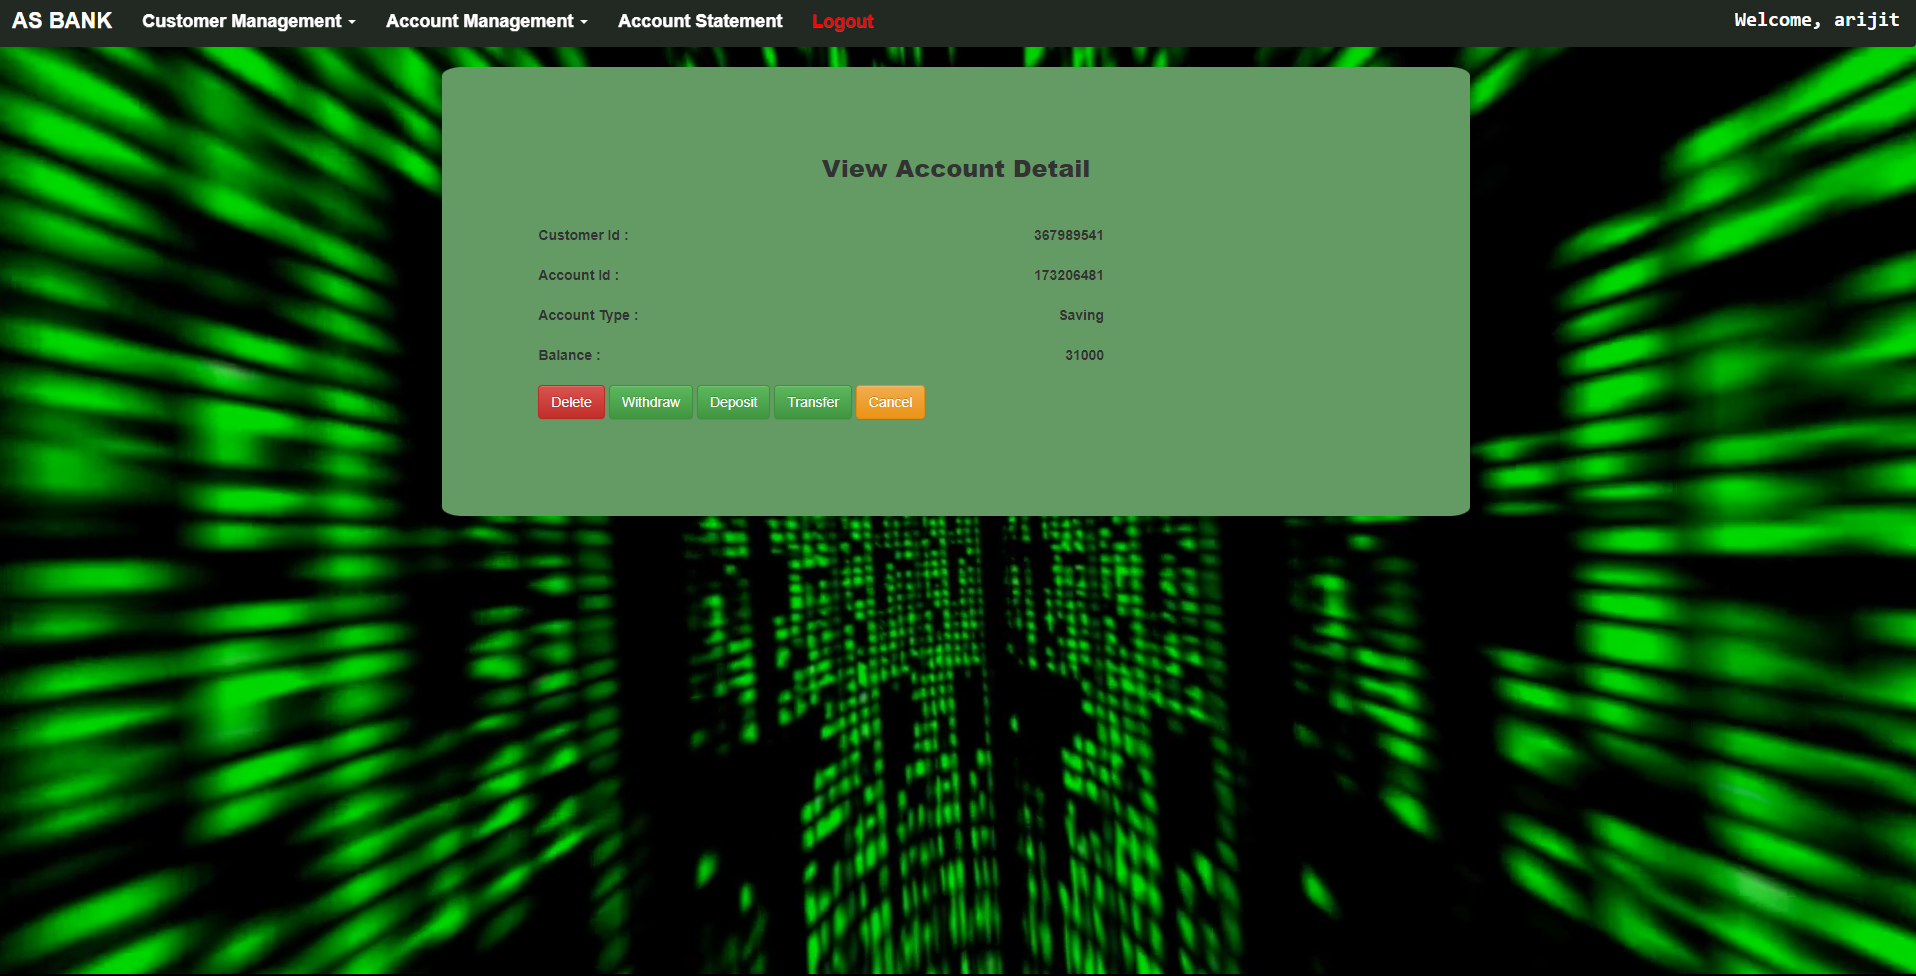 AS BANK Customer Management Account Management Account Statement Logout Welcome, arijit
View Account Detail
Customer Id : 367989541
Account Id : 173206481
Account Type : Saving
Balance : 31000
Delete Withdraw Deposit Transfer Cancel